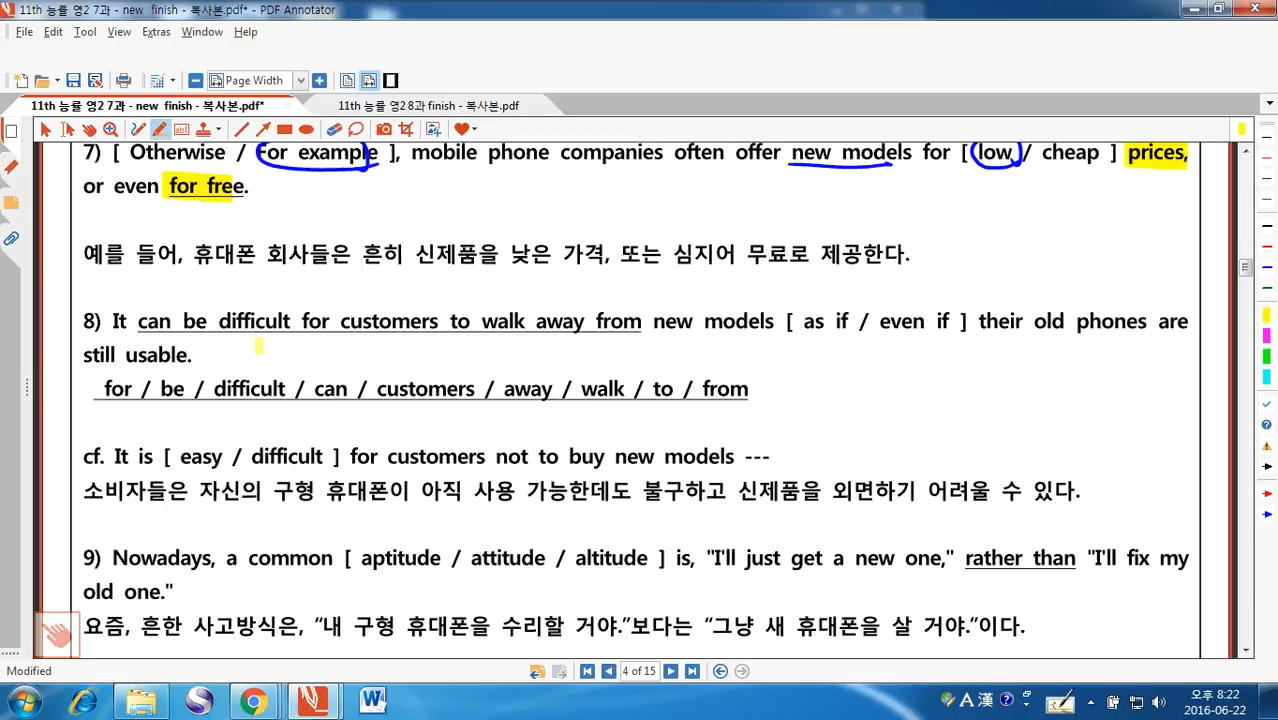 11th 능률 영2 7과 - new finish - 복사본.pdf* - PDF Annotator
File Edit Tool View Extras Window Help
Page Width
11th 능률 영2 7과 - new finish - 복사본.pdf* 11th 능률 영2 8과 finish - 복사본.pdf
7) [ Otherwise / For example ], mobile phone companies often offer new models for [ low / cheap ] prices,
or even for free.
예를 들어, 휴대폰 회사들은 흔히 신제품을 낮은 가격, 또는 심지어 무료로 제공한다.
8) It can be difficult for customers to walk away from new models [ as if / even if ] their old phones are
still usable.
for / be / difficult / can / customers / away / walk / to / from
cf. It is [ easy / difficult ] for customers not to buy new models ---
소비자들은 자신의 구형 휴대폰이 아직 사용 가능한데도 불구하고 신제품을 외면하기 어려울 수 있다.
9) Nowadays, a common [ aptitude / attitude / altitude ] is, "I'll just get a new one," rather than "I'll fix my
old one."
요즘, 흔한 사고방식은, “내 구형 휴대폰을 수리할 거야.”보다는 “그냥 새 휴대폰을 살 거야.”이다.
Modified 4 of 15
A 漢 오후 8:22
2016-06-22